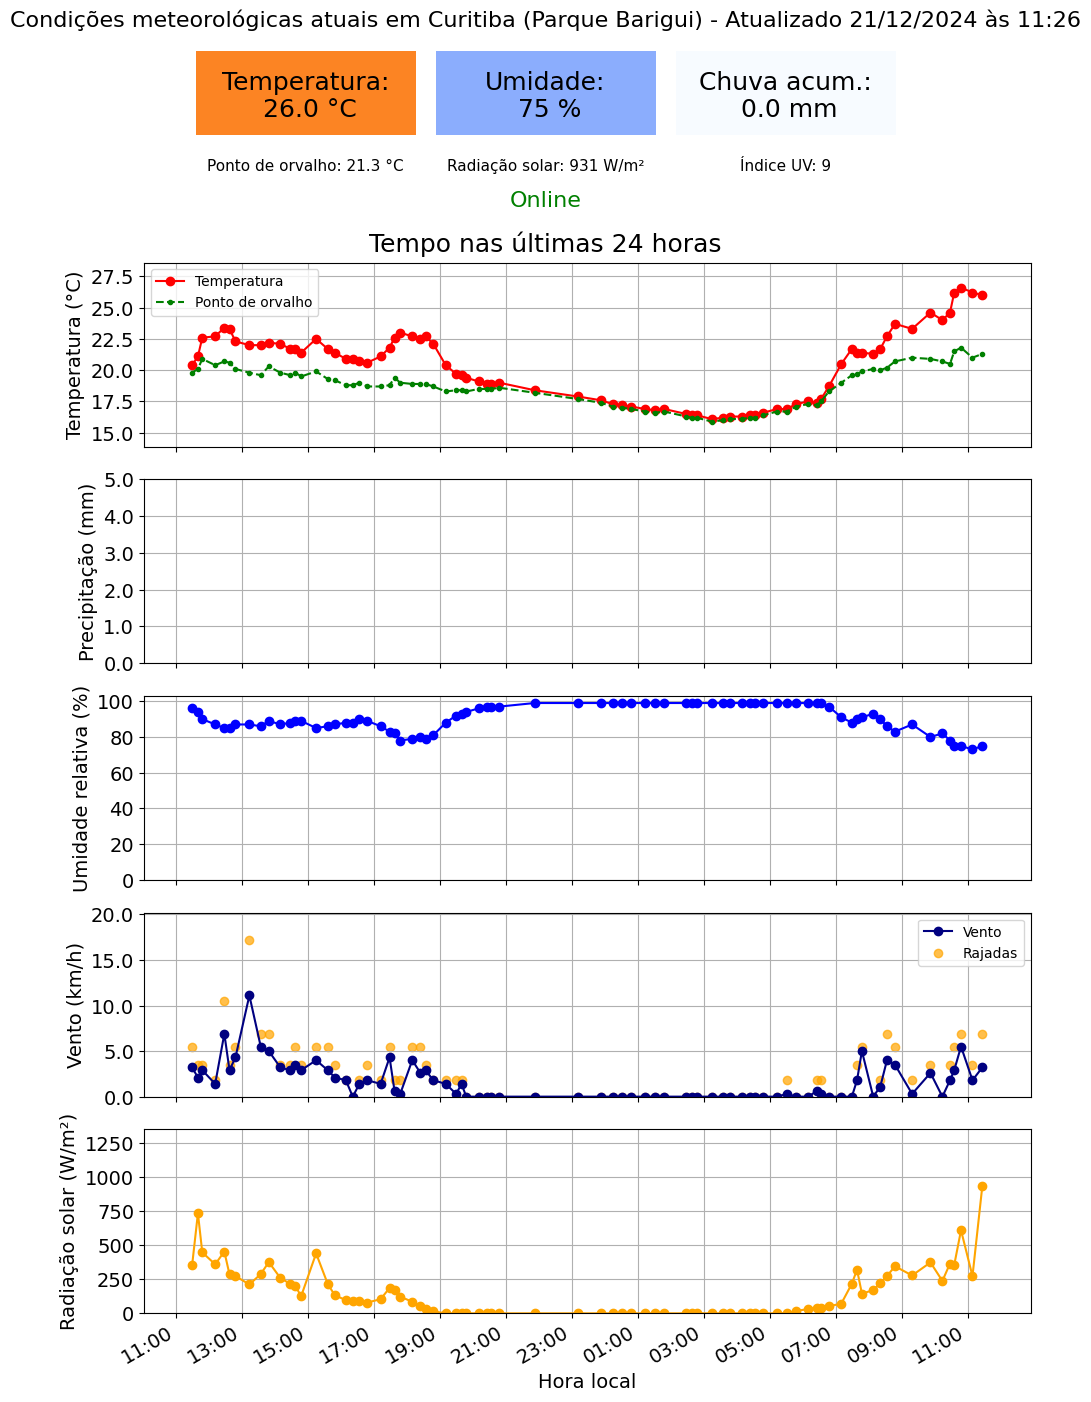 Condições meteorológicas atuais em Curitiba (Parque Barigui) - Atualizado 21/12/2024 às 11:26
Temperatura:
26.0 °C
Umidade:
75 %
Chuva acum.:
0.0 mm
Ponto de orvalho: 21.3 °C
Radiação solar: 931 W/m²
Índice UV: 9
Online
Tempo nas últimas 24 horas
Temperatura (°C)
27.5
25.0
22.5
20.0
17.5
15.0
Temperatura
Ponto de orvalho
Precipitação (mm)
5.0
4.0
3.0
2.0
1.0
0.0
Umidade relativa (%)
100
80
60
40
20
0
Vento (km/h)
20.0
15.0
10.0
5.0
0.0
Vento
Rajadas
Radiação solar (W/m²)
1250
1000
750
500
250
0
11:00
13:00
15:00
17:00
19:00
21:00
23:00
01:00
03:00
05:00
07:00
09:00
11:00
Hora local